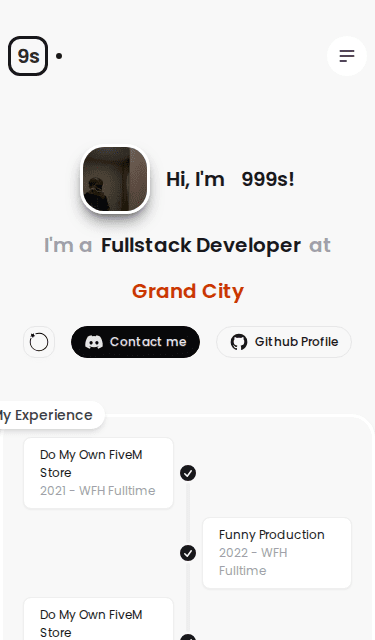 9s
Hi, I'm 999s!
I'm a Fullstack Developer at
Grand City
Contact me
Github Profile
My Experience
Do My Own FiveM
Store
2021 - WFH Fulltime
Funny Production
2022 - WFH
Fulltime
Do My Own FiveM
Store